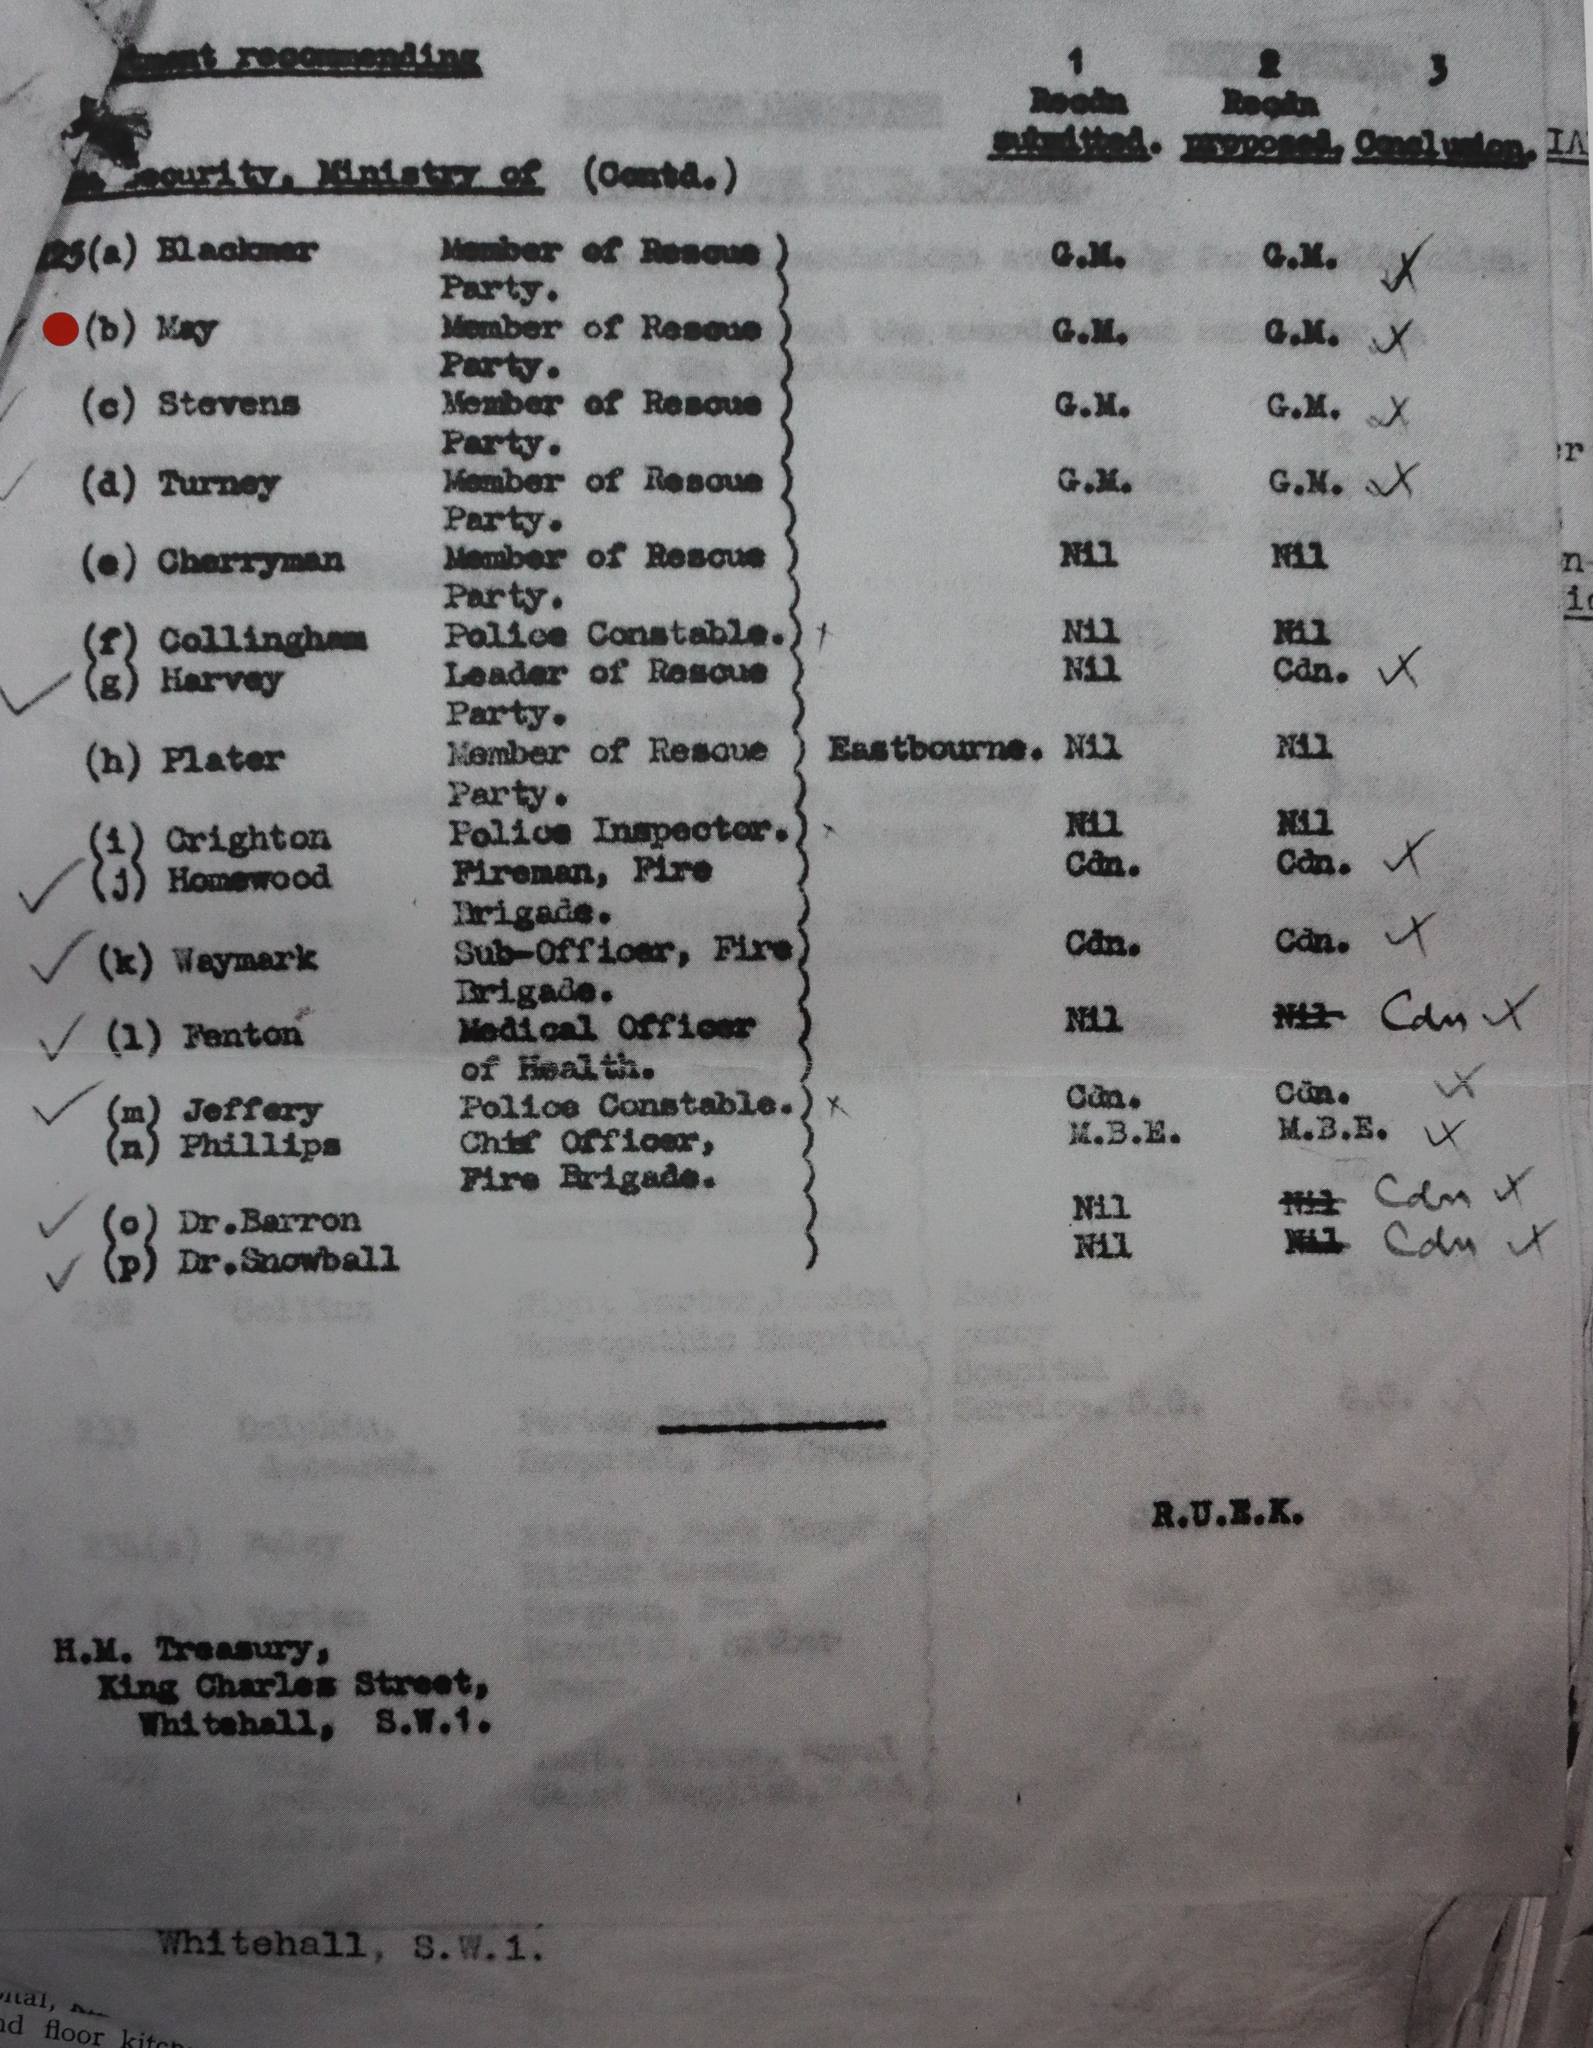 recommending
1 2 3
Recdn Recdn
submitted. proposed. Conclusion.
Security, Ministry of (Contd.)
(a) Blackmer Member of Rescue ) G.M. G.M.
Party.
(b) May Member of Rescue ) G.M. G.M.
Party.
(c) Stevens Member of Rescue ) G.M. G.M.
Party.
(d) Turney Member of Rescue ) G.M. G.M.
Party.
(e) Cherryman Member of Rescue ) Nil Nil
Party.
(f) Collingham Police Constable.) Nil Nil
(g) Harvey Leader of Rescue Nil Cdn.
Party.
(h) Plater Member of Rescue ) Eastbourne. Nil Nil
Party.
(i) Crighton Police Inspector.) Nil Nil
(j) Homewood Fireman, Fire Cdn. Cdn.
Brigade.
(k) Waymark Sub-Officer, Fire) Cdn. Cdn.
Brigade.
(l) Fenton Medical Officer Nil Nil Cdn
of Health.
(m) Jeffery Police Constable.) x Cdn. Cdn.
(n) Phillips Chif Officer, M.B.E. M.B.E.
Fire Brigade.
(o) Dr.Barron Nil Nil Cdn
(p) Dr.Snowball Nil Nil Cdn
R.U.E.K.
H.M. Treasury,
King Charles Street,
Whitehall, S.W.1.
Whitehall, S.W.1.
floor